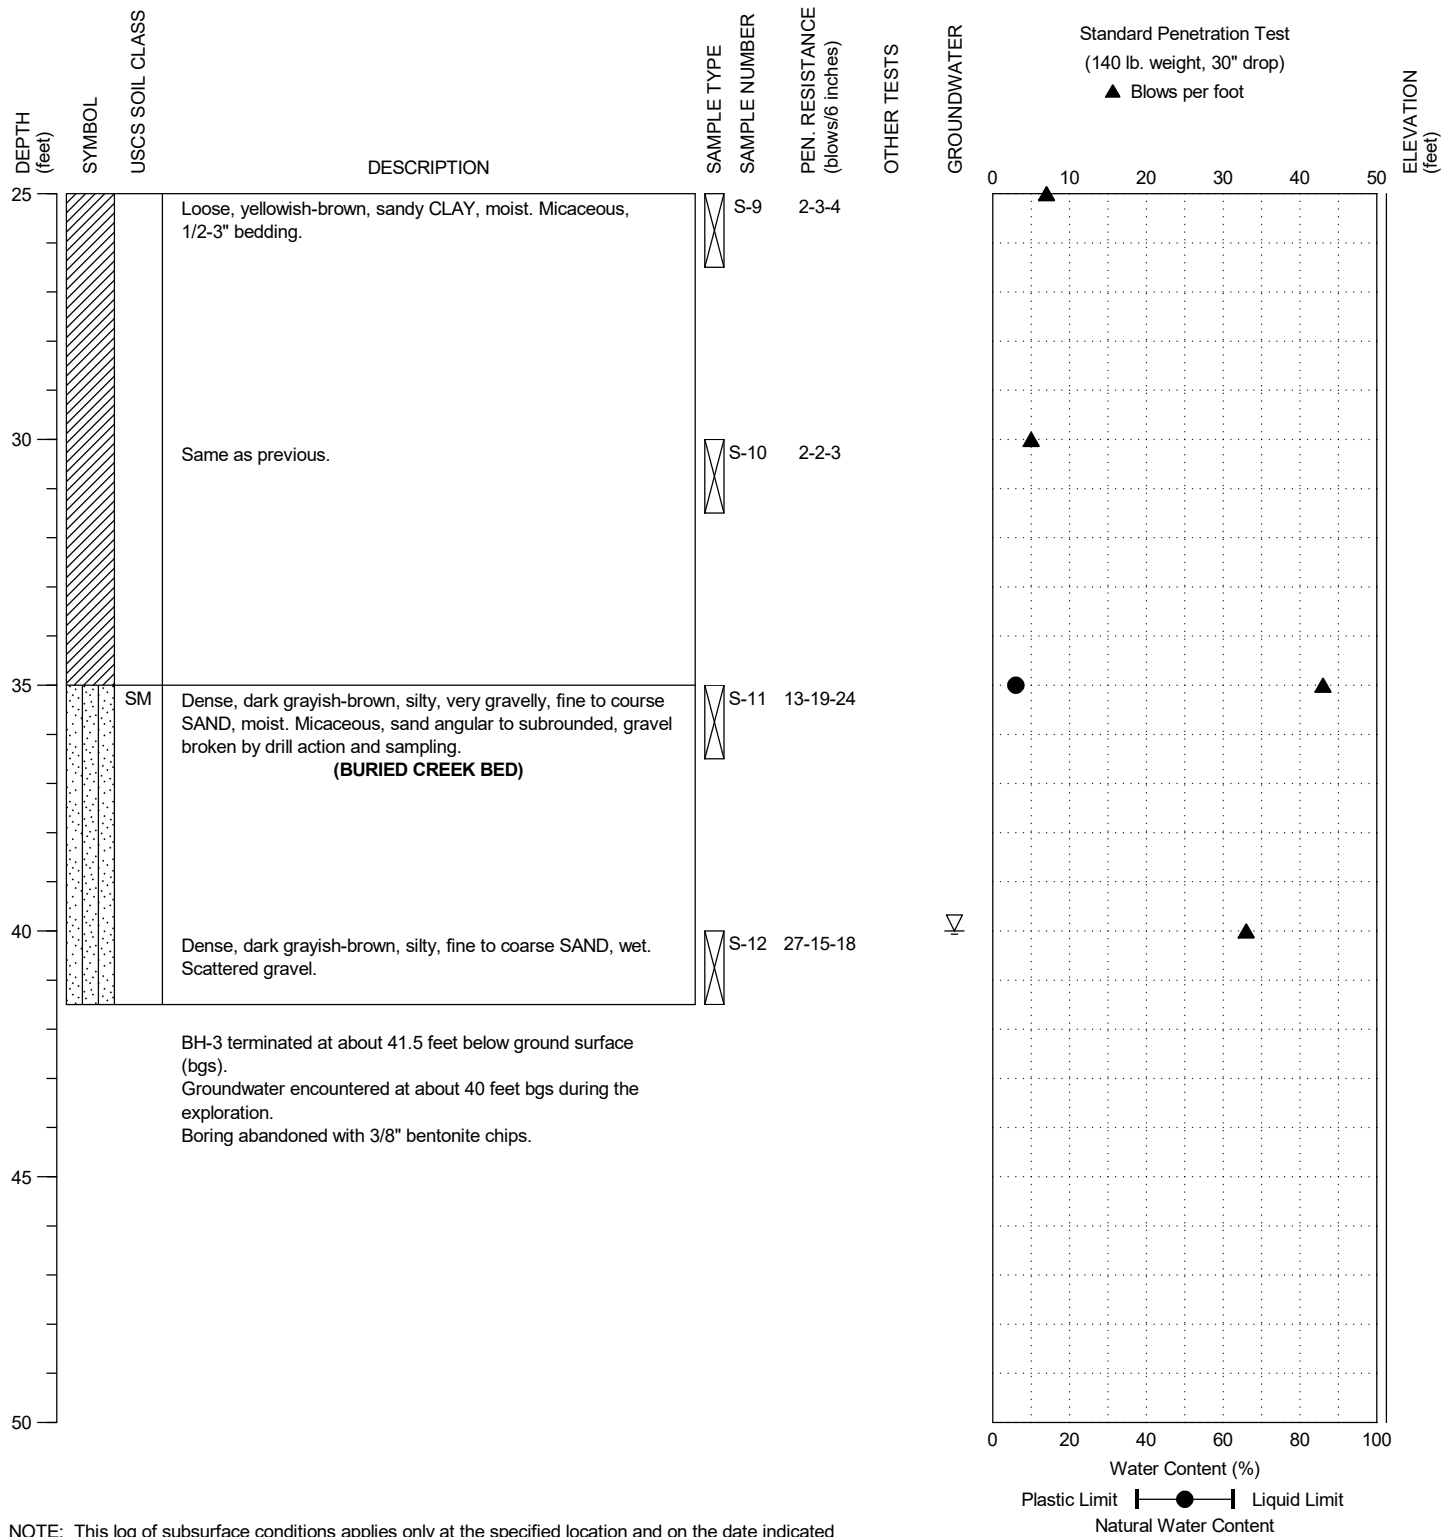 DEPTH
(feet)
SYMBOL
USCS SOIL CLASS
DESCRIPTION
SAMPLE TYPE
SAMPLE NUMBER
PEN. RESISTANCE
(blows/6 inches)
OTHER TESTS
GROUNDWATER
Standard Penetration Test
(140 lb. weight, 30" drop)
▲ Blows per foot
ELEVATION
(feet)
0 10 20 30 40 50
25
Loose, yellowish-brown, sandy CLAY, moist. Micaceous,
1/2-3" bedding.
S-9 2-3-4
30
Same as previous.
S-10 2-2-3
35
SM
Dense, dark grayish-brown, silty, very gravelly, fine to course
SAND, moist. Micaceous, sand angular to subrounded, gravel
broken by drill action and sampling.
(BURIED CREEK BED)
S-11 13-19-24
40
Dense, dark grayish-brown, silty, fine to coarse SAND, wet.
Scattered gravel.
S-12 27-15-18
BH-3 terminated at about 41.5 feet below ground surface
(bgs).
Groundwater encountered at about 40 feet bgs during the
exploration.
Boring abandoned with 3/8" bentonite chips.
45
50
0 20 40 60 80 100
Water Content (%)
Plastic Limit Liquid Limit
Natural Water Content
NOTE: This log of subsurface conditions applies only at the specified location and on the date indicated